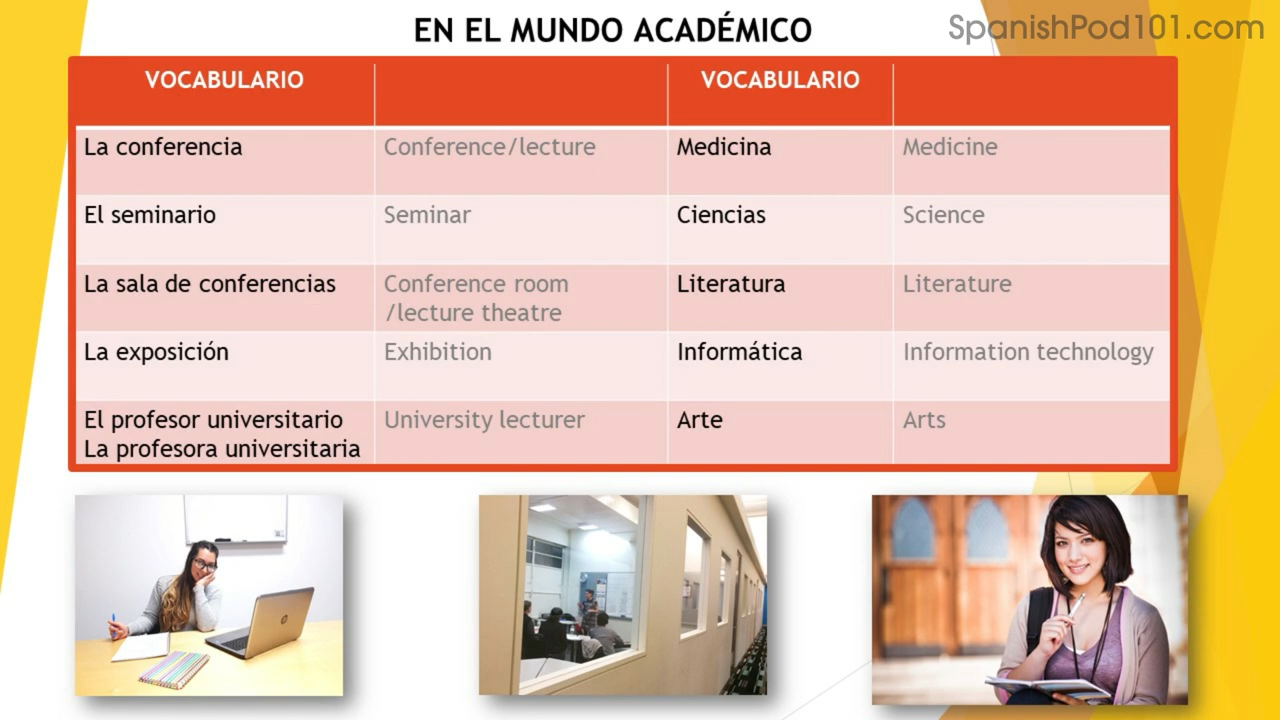 EN EL MUNDO ACADÉMICO
SpanishPod101.com
VOCABULARIO
VOCABULARIO
La conferencia
Conference/lecture
Medicina
Medicine
El seminario
Seminar
Ciencias
Science
La sala de conferencias
Conference room
/lecture theatre
Literatura
Literature
La exposición
Exhibition
Informática
Information technology
El profesor universitario
La profesora universitaria
University lecturer
Arte
Arts